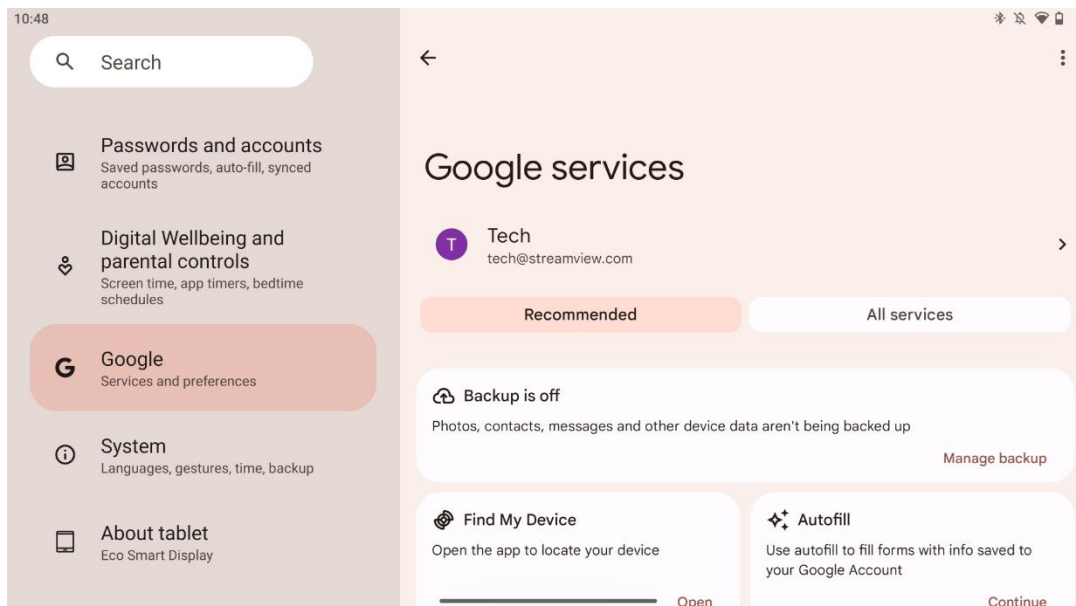 10:48
Search
Passwords and accounts
Saved passwords, auto-fill, synced
accounts
Digital Wellbeing and
parental controls
Screen time, app timers, bedtime
schedules
G
Google
Services and preferences
System
Languages, gestures, time, backup
About tablet
Eco Smart Display
Google services
T
Tech
tech@streamview.com
Recommended
All services
Backup is off
Photos, contacts, messages and other device data aren't being backed up
Manage backup
Find My Device
Open the app to locate your device
Open
Autofill
Use autofill to fill forms with info saved to
your Google Account
Continue